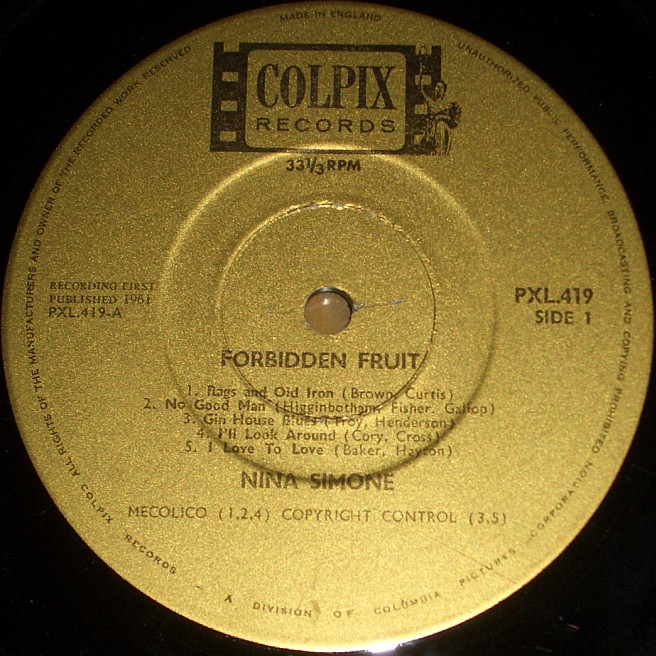 MADE IN ENGLAND
UNAUTHORIZED PUBLIC PERFORMANCE, BROADCASTING AND COPYING PROHIBITED
ALL RIGHTS OF THE MANUFACTURERS AND OWNER OF THE RECORDED WORK RESERVED
COLPIX
RECORDS
33⅓ RPM
RECORDING FIRST
PUBLISHED 1961
PXL.419-A
PXL.419
SIDE 1
FORBIDDEN FRUIT
1. Rags and Old Iron (Brown, Curtis)
2. No Good Man (Higginbotham, Fisher, Gallop)
3. Gin House Blues (Troy, Henderson)
4. I'll Look Around (Cory, Cross)
5. I Love To Love (Baker, Hayton)
NINA SIMONE
MECOLICO (1,2,4) COPYRIGHT CONTROL (3,5)
COLPIX RECORDS - A DIVISION OF COLUMBIA PICTURES CORPORATION